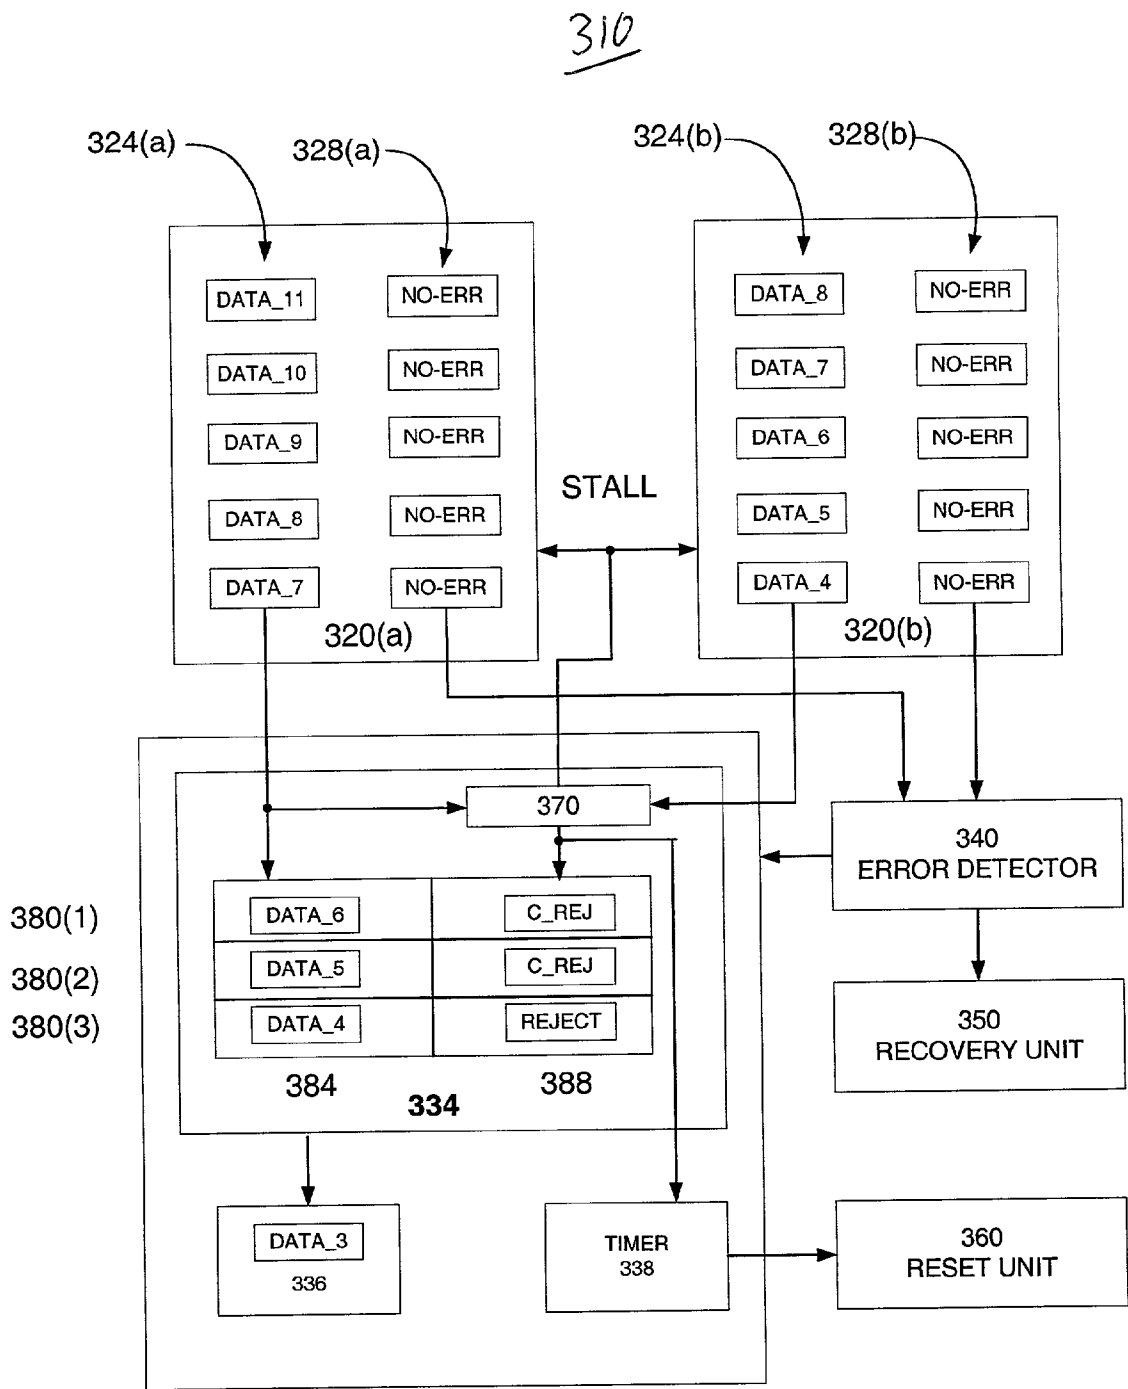 310
324(a) 328(a) 324(b) 328(b)
DATA_11 NO-ERR DATA_8 NO-ERR
DATA_10 NO-ERR DATA_7 NO-ERR
DATA_9 NO-ERR DATA_6 NO-ERR
STALL
DATA_8 NO-ERR DATA_5 NO-ERR
DATA_7 NO-ERR DATA_4 NO-ERR
320(a) 320(b)
370
340
ERROR DETECTOR
380(1) DATA_6 C_REJ
380(2) DATA_5 C_REJ
380(3) DATA_4 REJECT
350
RECOVERY UNIT
384 388
334
DATA_3
336
TIMER
338
360
RESET UNIT